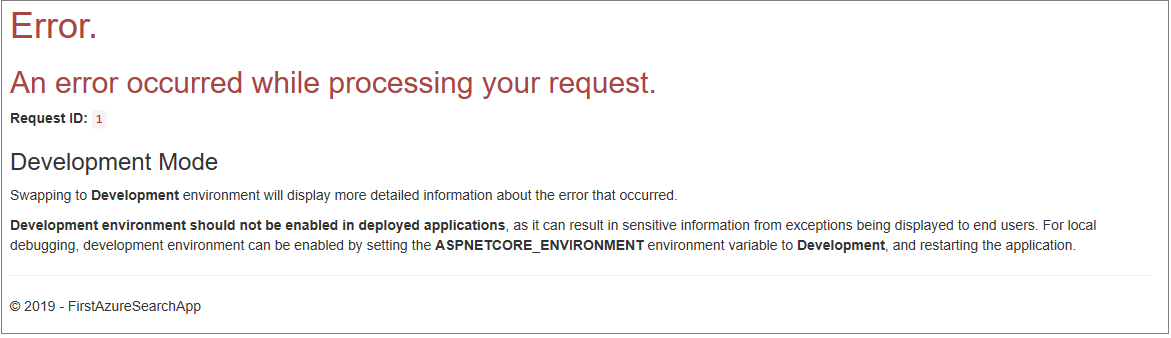 Error.
An error occurred while processing your request.
Request ID: 1
Development Mode
Swapping to Development environment will display more detailed information about the error that occurred.
Development environment should not be enabled in deployed applications, as it can result in sensitive information from exceptions being displayed to end users. For local
debugging, development environment can be enabled by setting the ASPNETCORE_ENVIRONMENT environment variable to Development, and restarting the application.
© 2019 - FirstAzureSearchApp